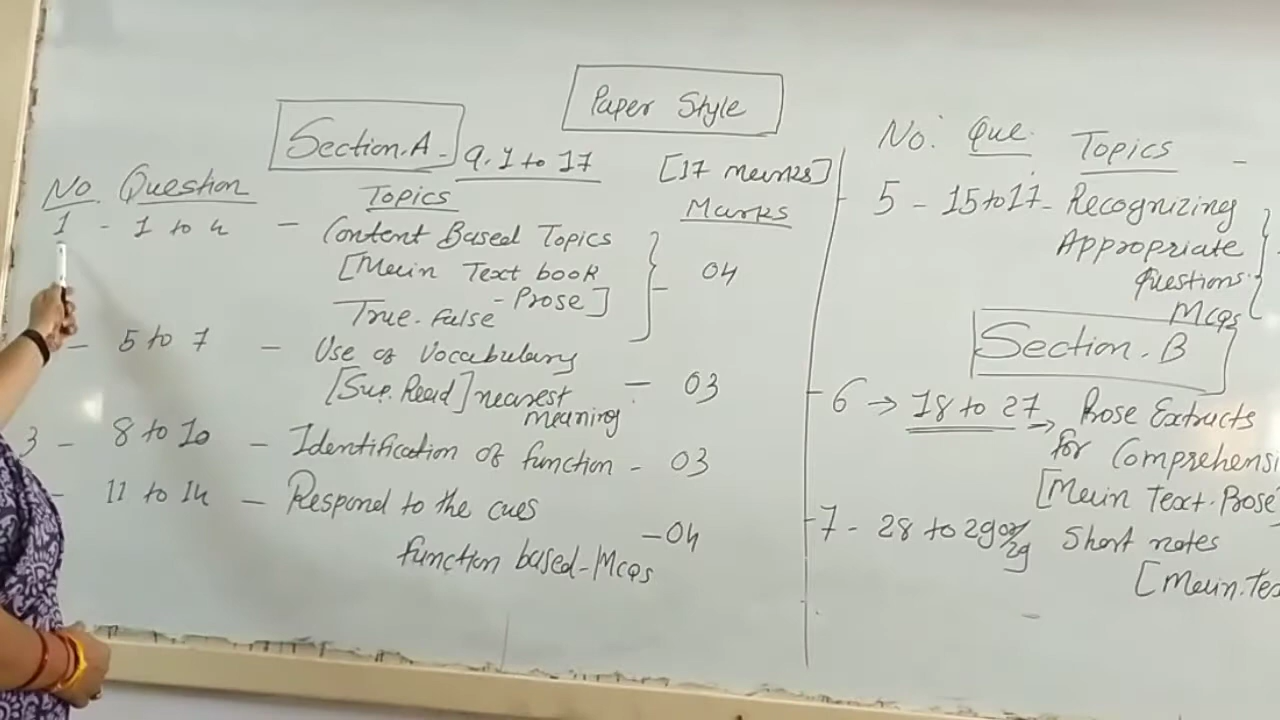 Paper Style
Section.A - Q.1 to 17 [17 marks]
No. Question Topics Marks
1 - 1 to 4 - Content Based Topics
[Main Text book
- Prose] - 04
True. False
- 5 to 7 - Use of Vocabulary
[Sup. Read] nearest - 03
meaning
3 - 8 to 10 - Identification of function - 03
- 11 to 14 - Respond to the cues
- 04
function based - Mcqs
No. Que. Topics -
5 - 15 to 17 - Recognizing
Appropriate
Questions
Mcqs
Section. B
- 6 → 18 to 27 → Prose Extracts
for
[Main Text. Prose]
- 7 - 28 to 29 or/29 Short notes